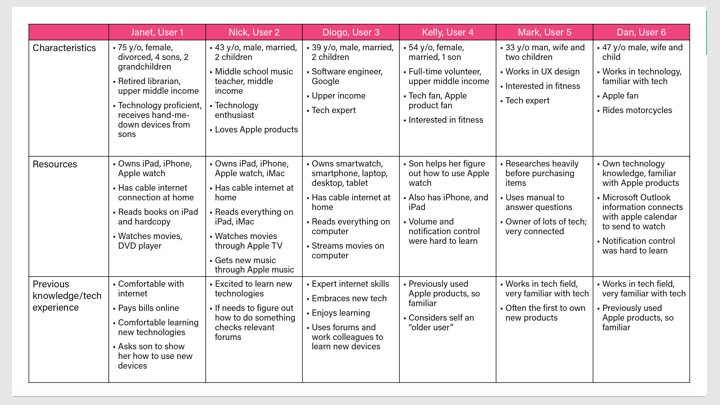 Janet, User 1
Nick, User 2
Diogo, User 3
Kelly, User 4
Mark, User 5
Dan, User 6
Characteristics
• 75 y/o, female,
divorced, 4 sons, 2
grandchildren
• Retired librarian,
upper middle income
• Technology proficient,
receives hand-me-
down devices from
sons
• 43 y/o, male, married,
2 children
• Middle school music
teacher, middle
income
• Technology
enthusiast
• Loves Apple products
• 39 y/o, male, married,
2 children
• Software engineer,
Google
• Upper income
• Tech expert
• 54 y/o, female,
married, 1 son
• Full-time volunteer,
upper middle income
• Tech fan, Apple
product fan
• Interested in fitness
• 33 y/o man, wife and
two children
• Works in UX design
• Interested in fitness
• Tech expert
• 47 y/o male, wife and
child
• Works in technology,
familiar with tech
• Apple fan
• Rides motorcycles
Resources
• Owns iPad, iPhone,
Apple watch
• Has cable internet
connection at home
• Reads books on iPad
and hardcopy
• Watches movies,
DVD player
• Owns iPad, iPhone,
Apple watch, iMac
• Has cable internet at
home
• Reads everything on
iPad, iMac
• Watches movies
through Apple TV
• Gets new music
through Apple music
• Owns smartwatch,
smartphone, laptop,
desktop, tablet
• Has cable internet at
home
• Reads everything on
computer
• Streams movies on
computer
• Son helps her figure
out how to use Apple
watch
• Also has iPhone, and
iPad
• Volume and
notification control
were hard to learn
• Researches heavily
before purchasing
items
• Uses manual to
answer questions
• Owner of lots of tech;
very connected
• Own technology
knowledge, familiar
with Apple products
• Microsoft Outlook
information connects
with apple calendar
to send to watch
• Notification control
was hard to learn
Previous
knowledge/tech
experience
• Comfortable with
internet
• Pays bills online
• Comfortable learning
new technologies
• Asks son to show
her how to use new
devices
• Excited to learn new
technologies
• If needs to figure out
how to do something
checks relevant
forums
• Expert internet skills
• Embraces new tech
• Enjoys learning
• Uses forums and
work colleagues to
learn new devices
• Previously used
Apple products, so
familiar
• Considers self an
“older user”
• Works in tech field,
very familiar with tech
• Often the first to own
new products
• Works in tech field,
very familiar with tech
• Previously used
Apple products, so
familiar